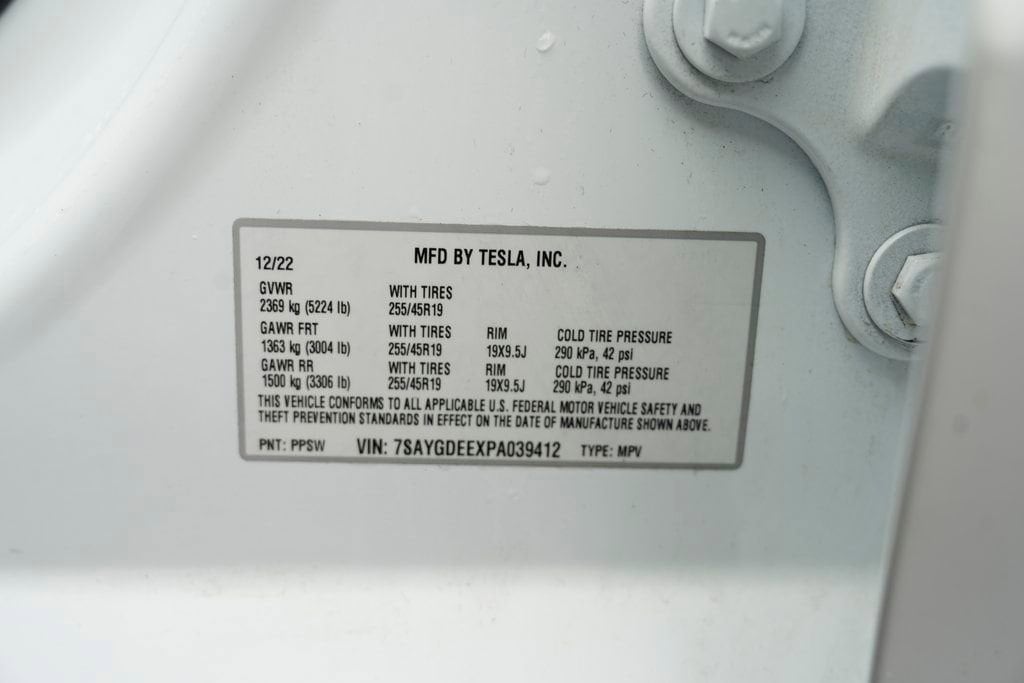 MFD BY TESLA, INC.
12/22
GVWR WITH TIRES
2369 kg (5224 lb) 255/45R19
GAWR FRT WITH TIRES RIM COLD TIRE PRESSURE
1363 kg (3004 lb) 255/45R19 19X9.5J 290 kPa, 42 psi
GAWR RR WITH TIRES RIM COLD TIRE PRESSURE
1500 kg (3306 lb) 255/45R19 19X9.5J 290 kPa, 42 psi
THIS VEHICLE CONFORMS TO ALL APPLICABLE U.S. FEDERAL MOTOR VEHICLE SAFETY AND
THEFT PREVENTION STANDARDS IN EFFECT ON THE DATE OF MANUFACTURE SHOWN ABOVE.
PNT: PPSW VIN: 7SAYGDEEXPA039412 TYPE: MPV